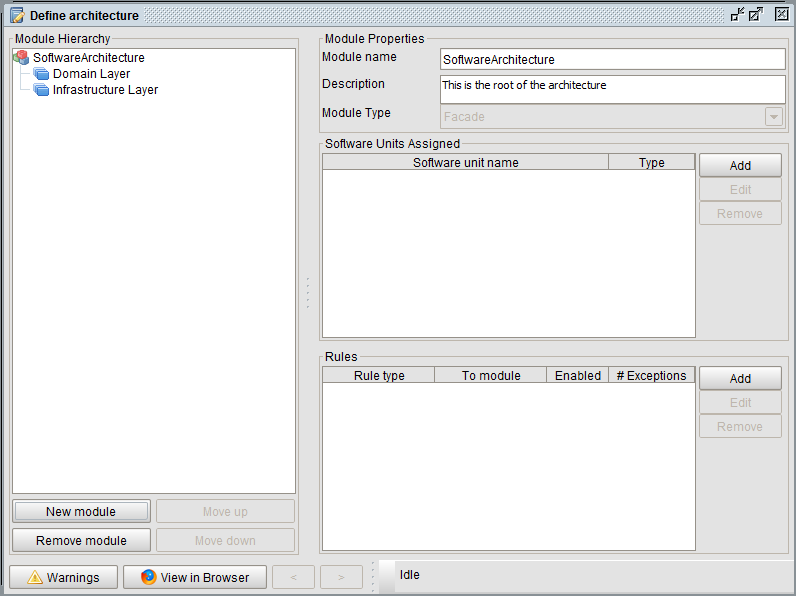 Define architecture
Module Hierarchy
SoftwareArchitecture
Domain Layer
Infrastructure Layer
New module
Move up
Remove module
Move down
Module Properties
Module name
SoftwareArchitecture
Description
This is the root of the architecture
Module Type
Facade
Software Units Assigned
Software unit name Type
Add
Edit
Remove
Rules
Rule type To module Enabled # Exceptions
Add
Edit
Remove
Warnings
View in Browser
<
>
Idle